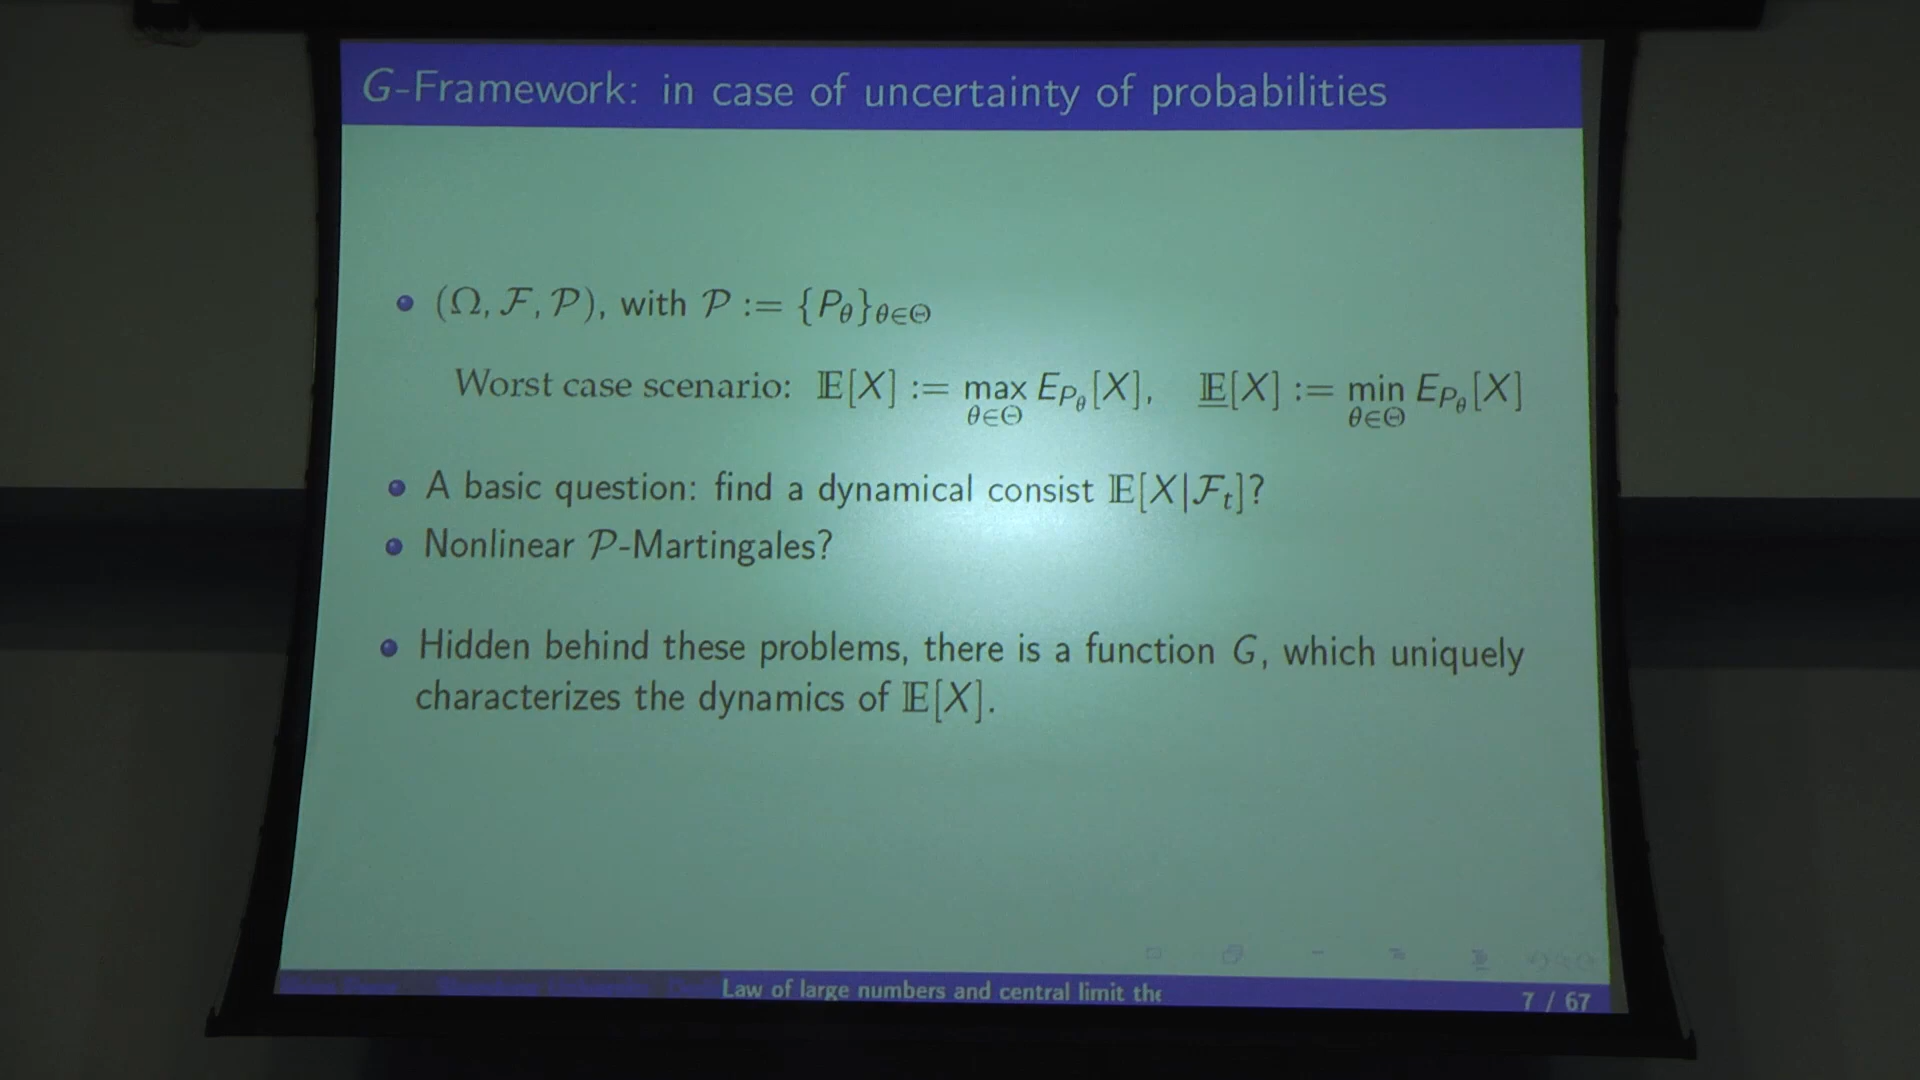 G-Framework: in case of uncertainty of probabilities
(Ω, ℱ, 𝒫), with 𝒫 := {P_θ}_{θ∈Θ}
Worst case scenario: 𝔼[X] := max_{θ∈Θ} E_{P_θ}[X], 𝔼̲[X] := min_{θ∈Θ} E_{P_θ}[X]
A basic question: find a dynamical consist 𝔼[X|ℱ_t]?
Nonlinear 𝒫-Martingales?
Hidden behind these problems, there is a function G, which uniquely
characterizes the dynamics of 𝔼[X].
Law of large numbers and central limit the
7 / 67